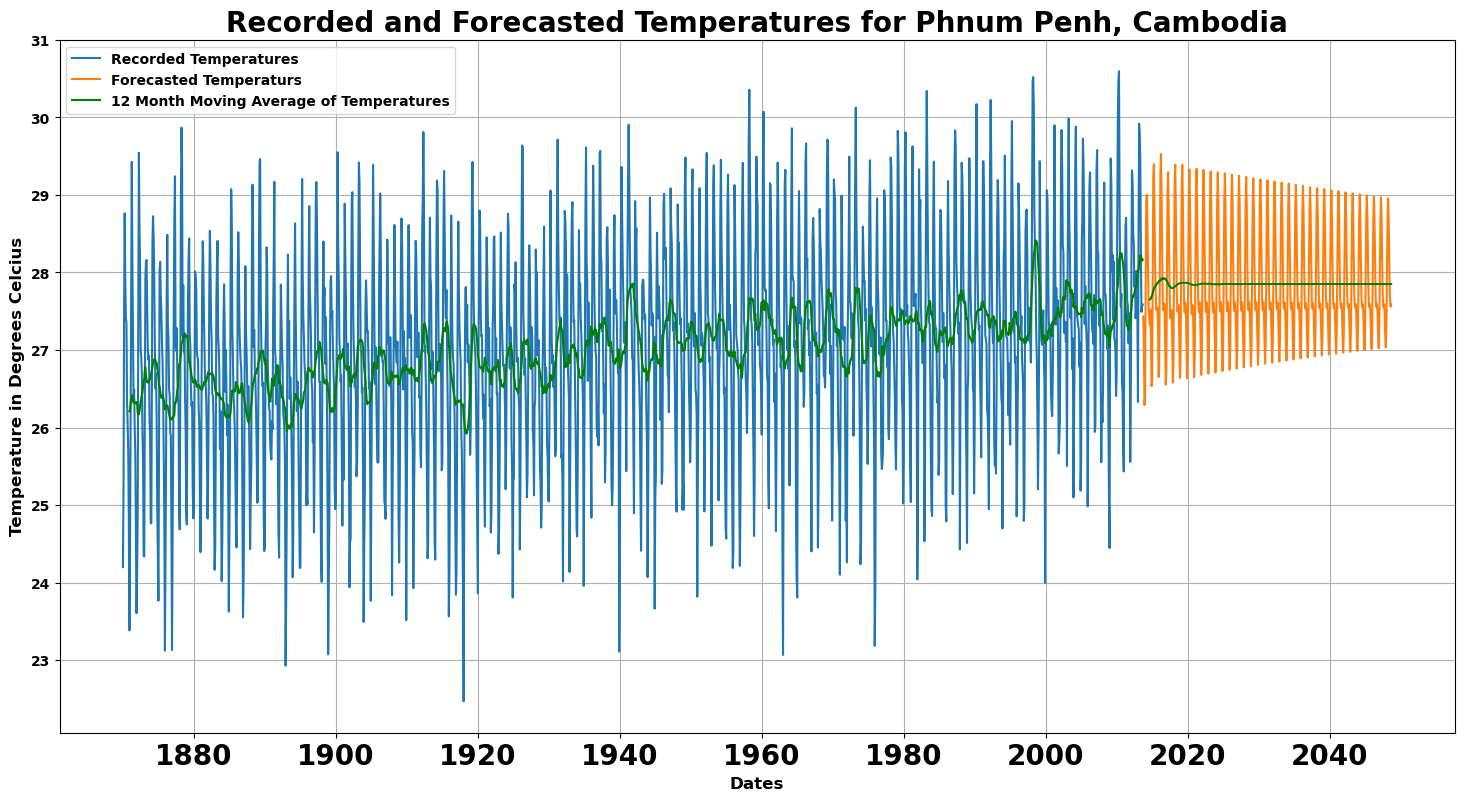 Recorded and Forecasted Temperatures for Phnum Penh, Cambodia
Recorded Temperatures
Forecasted Temperaturs
12 Month Moving Average of Temperatures
Temperature in Degrees Celcius
31
30
29
28
27
26
25
24
23
1880 1900 1920 1940 1960 1980 2000 2020 2040
Dates